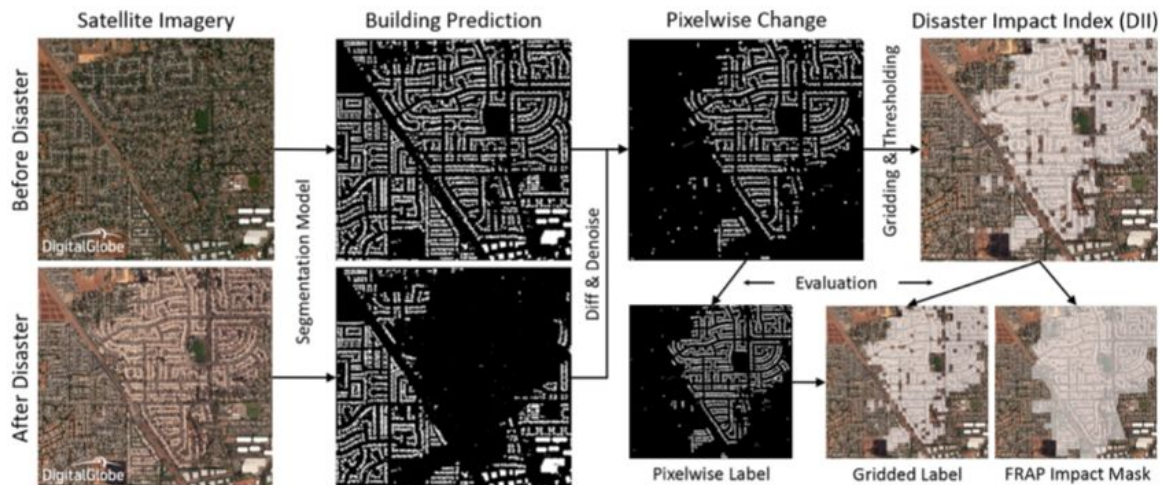 Satellite Imagery
Building Prediction
Pixelwise Change
Disaster Impact Index (DII)
Before Disaster
DigitalGlobe
Segmentation Model
Diff & Denoise
Gridding & Thresholding
Evaluation
After Disaster
DigitalGlobe
Pixelwise Label
Gridded Label
FRAP Impact Mask